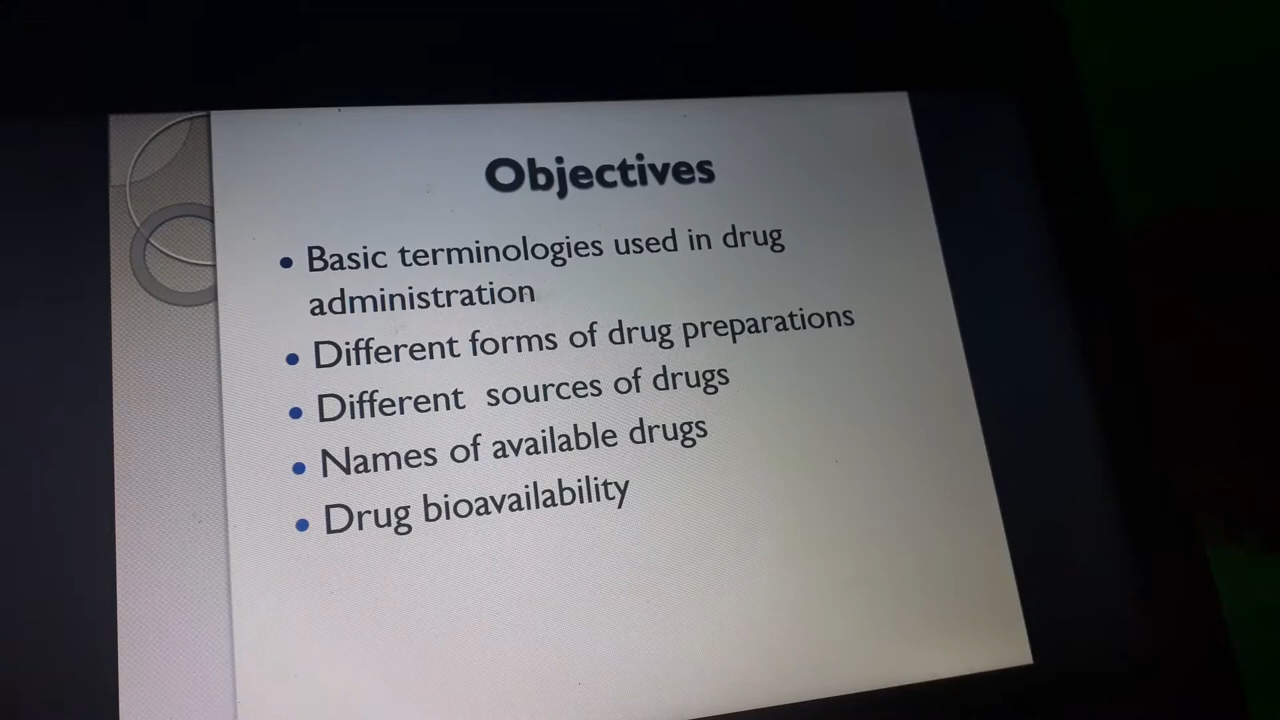 Objectives
• Basic terminologies used in drug
administration
• Different forms of drug preparations
• Different sources of drugs
• Names of available drugs
• Drug bioavailability